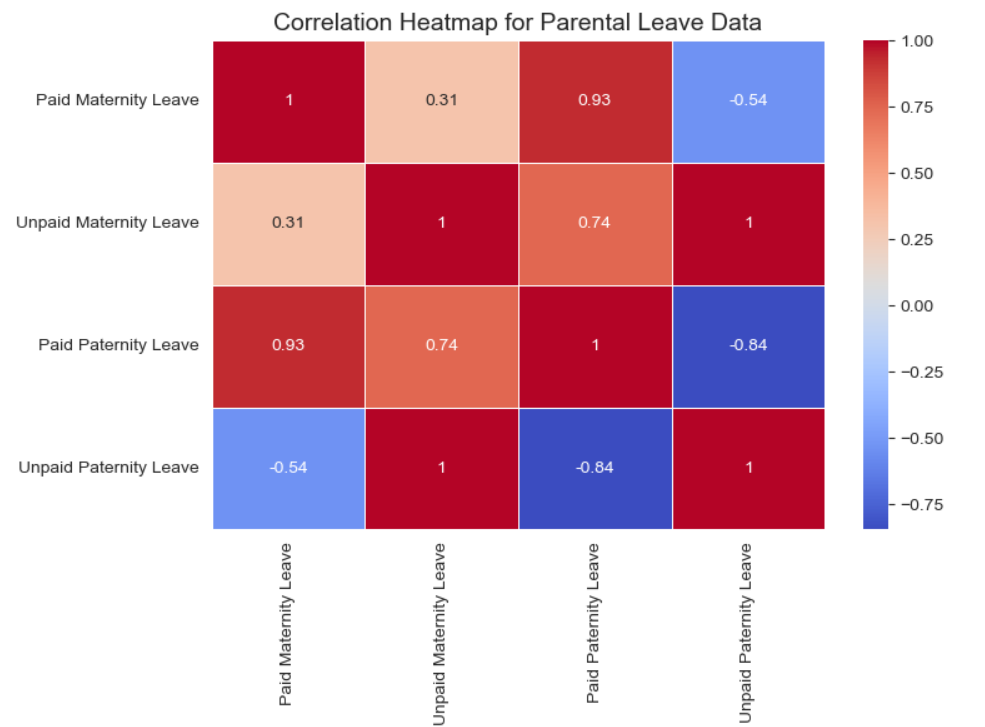 Correlation Heatmap for Parental Leave Data
Paid Maternity Leave
1
0.31
0.93
-0.54
Unpaid Maternity Leave
0.31
1
0.74
1
Paid Paternity Leave
0.93
0.74
1
-0.84
Unpaid Paternity Leave
-0.54
1
-0.84
1
Paid Maternity Leave
Unpaid Maternity Leave
Paid Paternity Leave
Unpaid Paternity Leave
1.00
0.75
0.50
0.25
0.00
−0.25
−0.50
−0.75